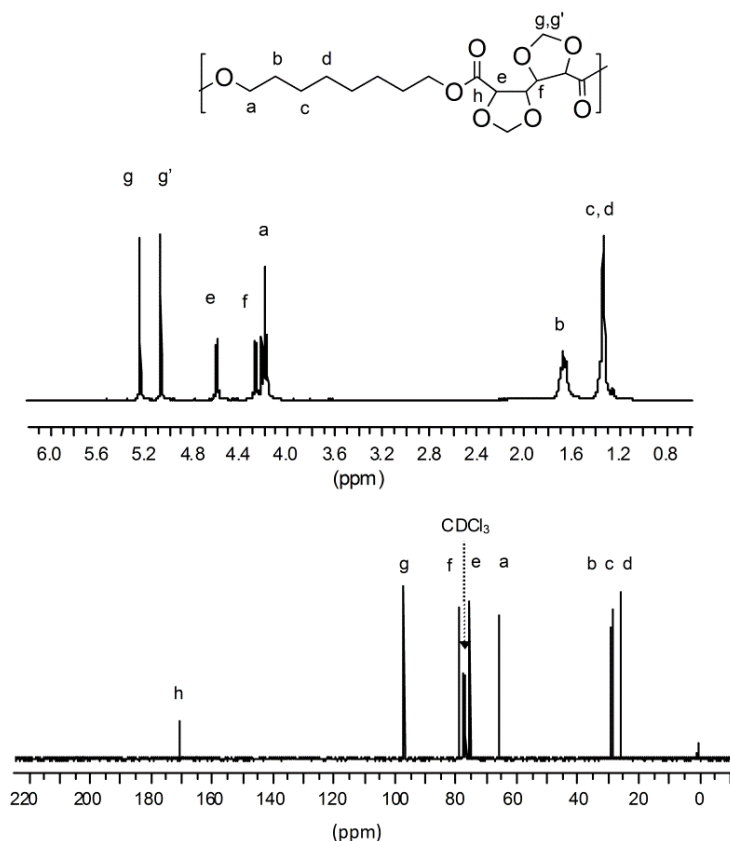 g,g'
O
O
b
d
O
e
O
a
c
O
h
f
O
O
O
g
g’
a
c, d
e
f
b
6.0
5.6
5.2
4.8
4.4
4.0
3.6
3.2
2.8
2.4
2.0
1.6
1.2
0.8
(ppm)
CDCl3
g
f
e
a
b
c
d
h
220
200
180
160
140
120
100
80
60
40
20
0
(ppm)